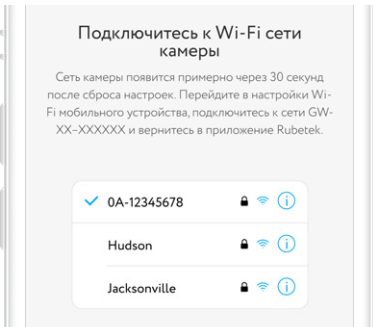 Подключитесь к Wi-Fi сети
камеры
Сеть камеры появится примерно через 30 секунд
после сброса настроек. Перейдите в настройки Wi-
Fi мобильного устройства, подключитесь к сети GW-
XX-XXXXXX и вернитесь в приложение Rubetek.
0A-12345678
Hudson
Jacksonville